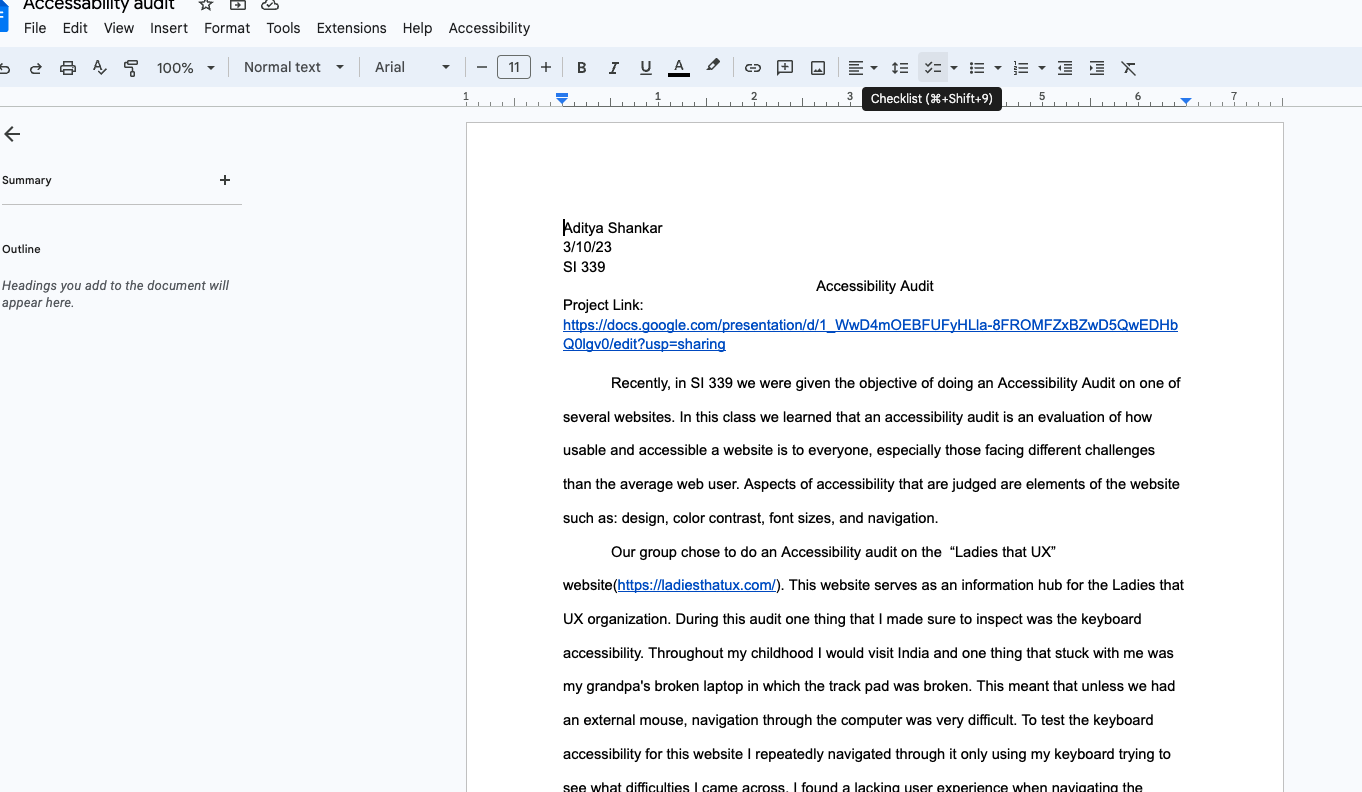 Accessability audit
File Edit View Insert Format Tools Extensions Help Accessibility
100% Normal text Arial 11 B I U A
1 1 2 3 5 6 7
Checklist (⌘+Shift+9)
Summary
Outline
Headings you add to the document will
appear here.
Aditya Shankar
3/10/23
SI 339
Accessibility Audit
Project Link:
https://docs.google.com/presentation/d/1_WwD4mOEBFUFyHLla-8FROMFZxBZwD5QwEDHb
Q0lgv0/edit?usp=sharing
Recently, in SI 339 we were given the objective of doing an Accessibility Audit on one of
several websites. In this class we learned that an accessibility audit is an evaluation of how
usable and accessible a website is to everyone, especially those facing different challenges
than the average web user. Aspects of accessibility that are judged are elements of the website
such as: design, color contrast, font sizes, and navigation.
Our group chose to do an Accessibility audit on the  “Ladies that UX”
website(https://ladiesthatux.com/). This website serves as an information hub for the Ladies that
UX organization. During this audit one thing that I made sure to inspect was the keyboard
accessibility. Throughout my childhood I would visit India and one thing that stuck with me was
my grandpa's broken laptop in which the track pad was broken. This meant that unless we had
an external mouse, navigation through the computer was very difficult. To test the keyboard
accessibility for this website I repeatedly navigated through it only using my keyboard trying to
see what difficulties I came across. I found a lacking user experience when navigating the